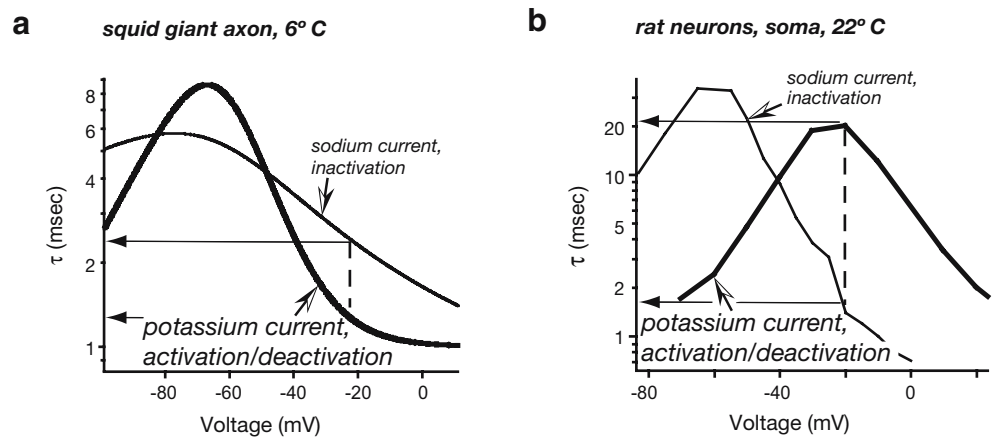 a
squid giant axon, 6º C
8
6
4
2
1
τ (msec)
sodium current,
inactivation
potassium current,
activation/deactivation
-80
-60
-40
-20
0
Voltage (mV)
b
rat neurons, soma, 22º C
20
10
5
2
1
τ (msec)
sodium current,
inactivation
potassium current,
activation/deactivation
-80
-40
0
Voltage (mV)